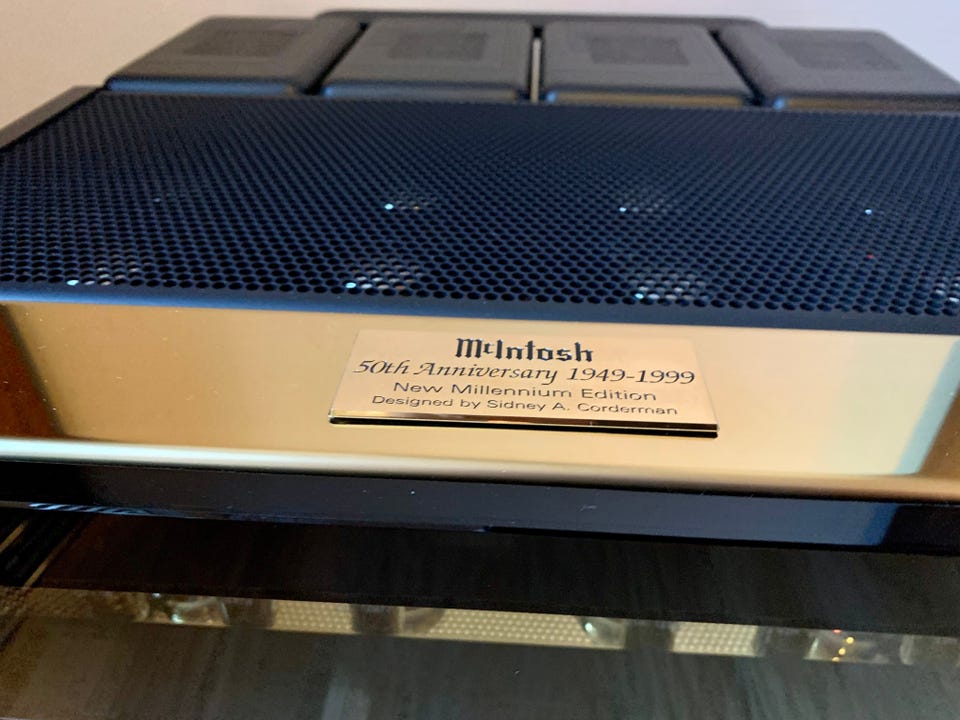 McIntosh
50th Anniversary 1949-1999
New Millennium Edition
Designed by Sidney A. Corderman